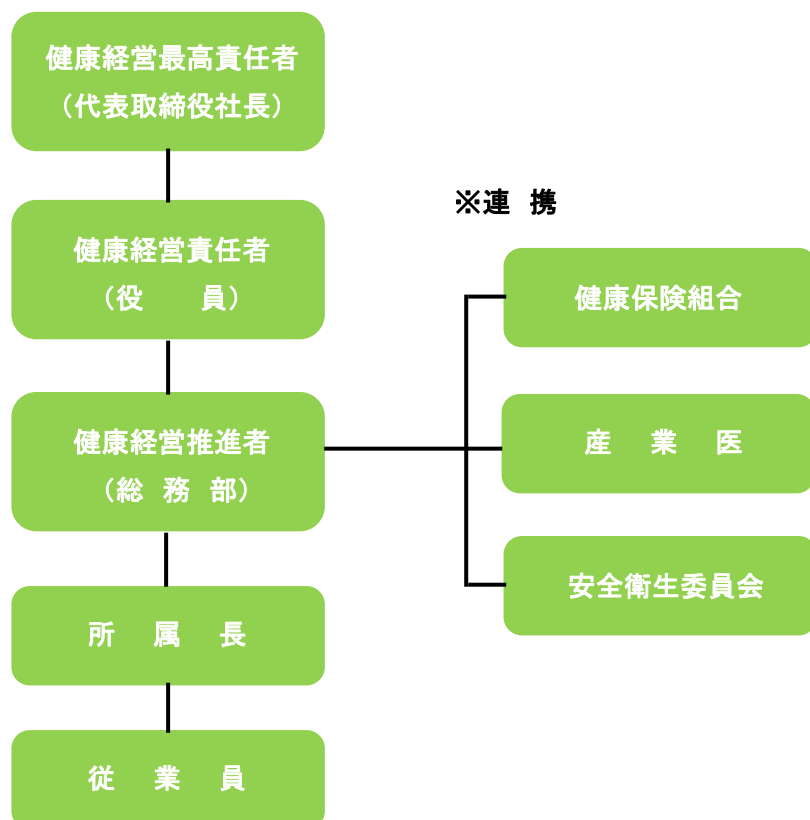 健康経営最高責任者
（代表取締役社長）
健康経営責任者
（役　　員）
健康経営推進者
（総 務 部）
所　属　長
従　業　員
※連 携
健康保険組合
産　業　医
安全衛生委員会